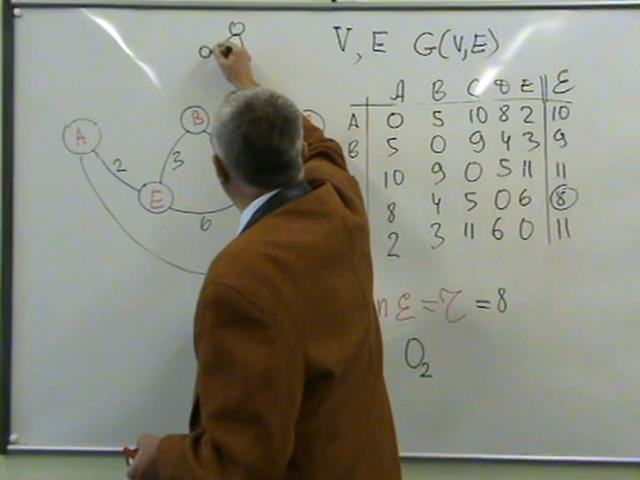 V, E G(V,E)
A B C D E ℰ
A 0 5 10 8 2 10
B 5 0 9 4 3 9
10 9 0 5 11 11
8 4 5 0 6 8
2 3 11 6 0 11
A
B
2
3
E
6
n ℰ = τ = 8
O₂